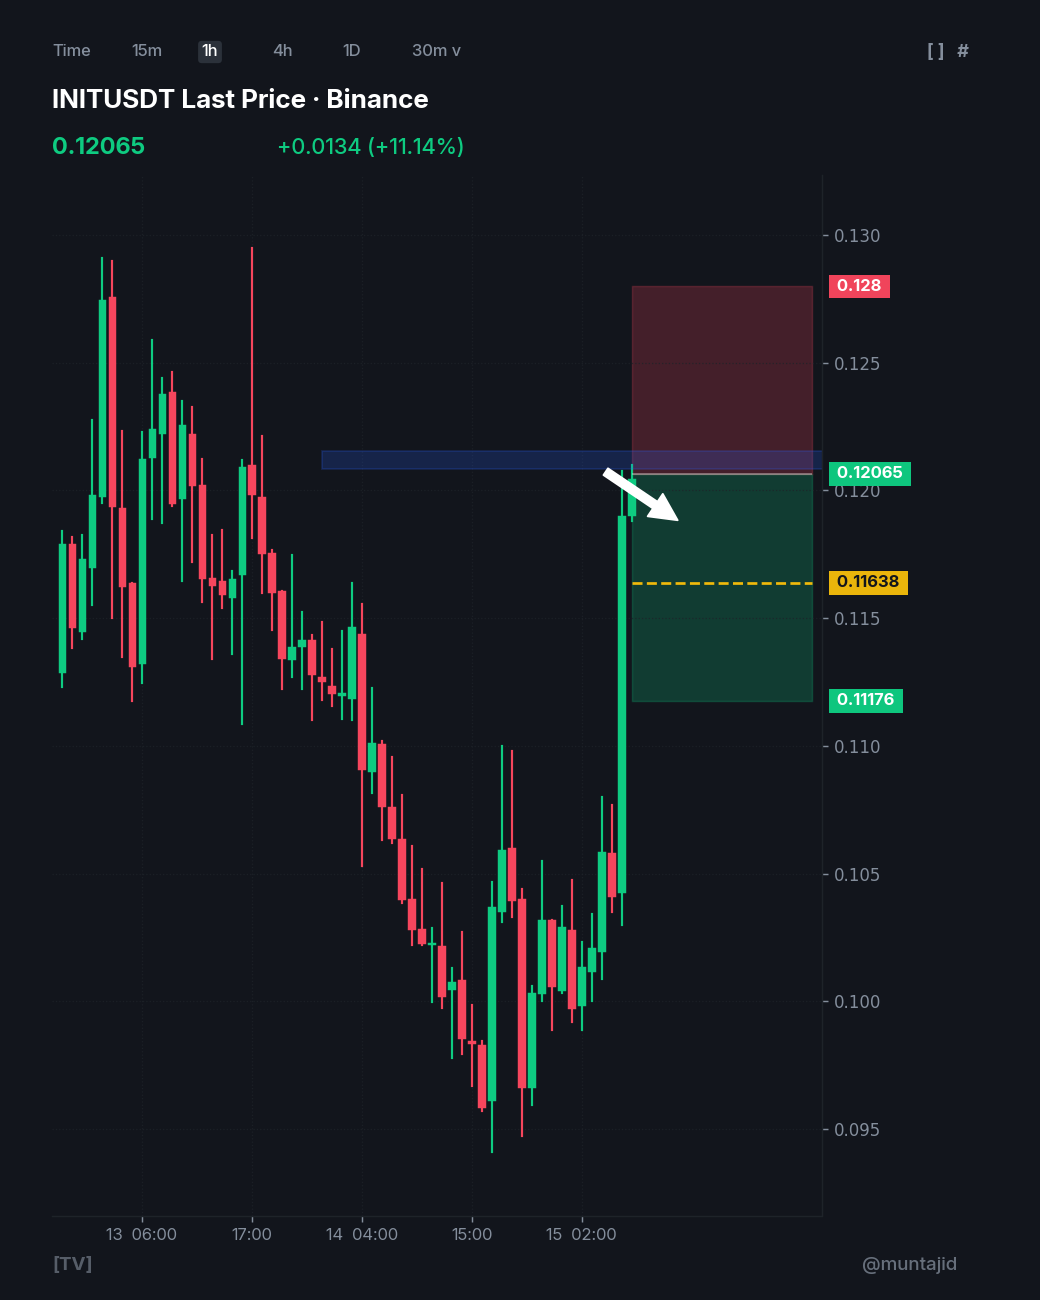 Time 15m 1h 4h 1D 30m v [ ] #
INITUSDT Last Price · Binance
0.12065 +0.0134 (+11.14%)
0.130
0.128
0.125
0.12065
0.120
0.11638
0.115
0.11176
0.110
0.105
0.100
0.095
13 06:00 17:00 14 04:00 15:00 15 02:00
[TV] @muntajid